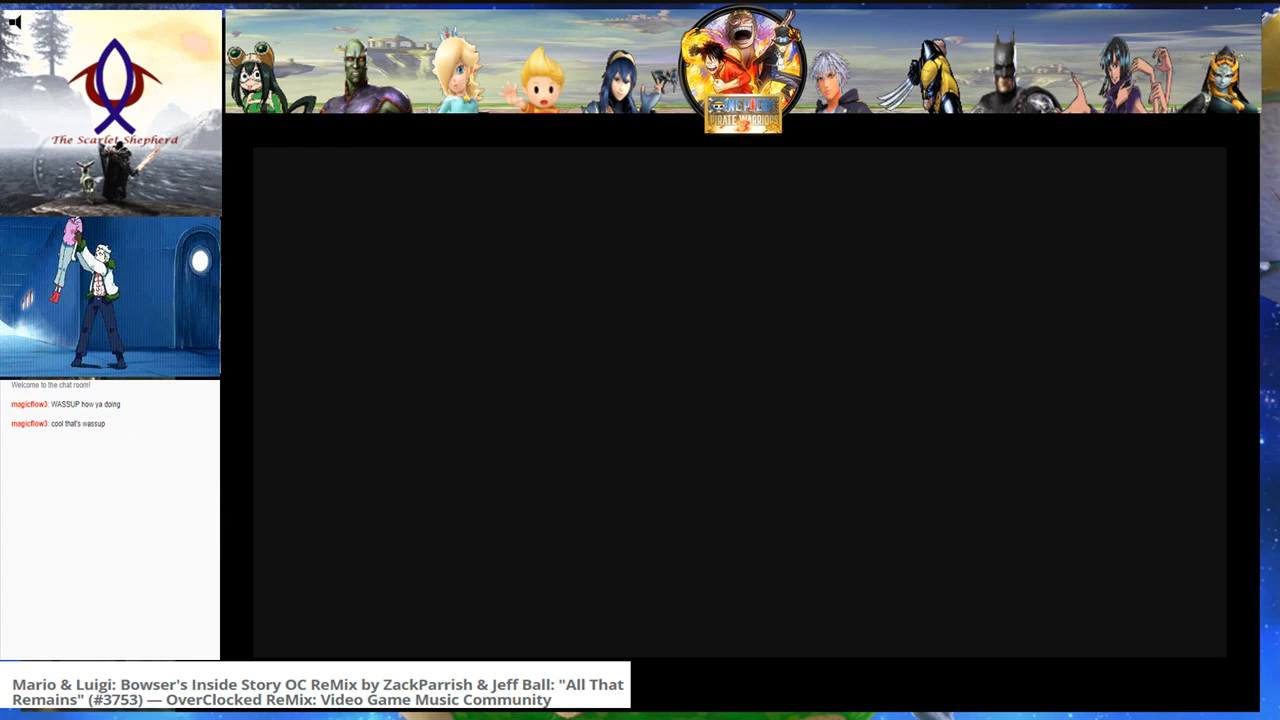 The Scarlet Shepherd
ONE PIECE
PIRATE WARRIORS
3
Welcome to the chat room!
magicflow3: WASSUP how ya doing
magicflow3: cool that's wassup
Mario & Luigi: Bowser's Inside Story OC ReMix by ZackParrish & Jeff Ball: "All That
Remains" (#3753) — OverClocked ReMix: Video Game Music Community